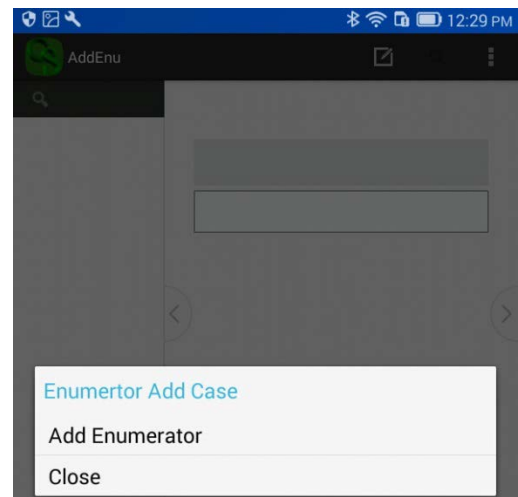 12:29 PM
AddEnu
Enumertor Add Case
Add Enumerator
Close